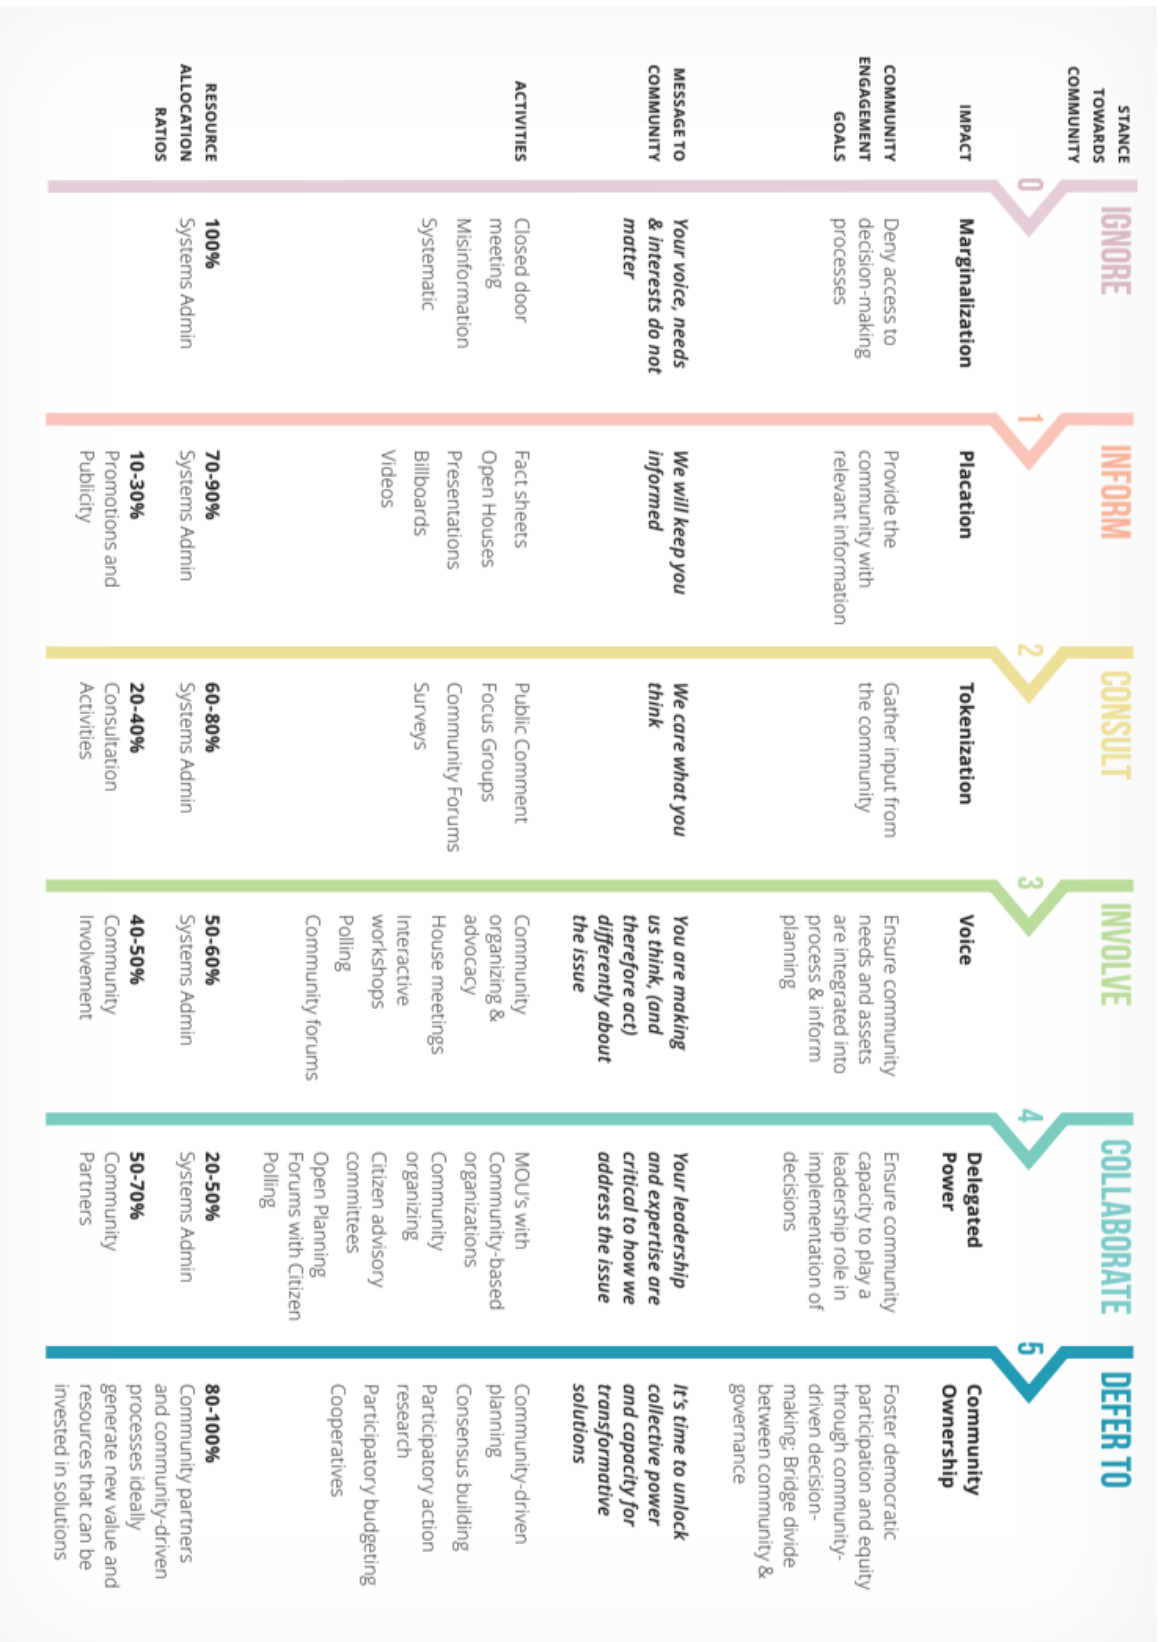 STANCE
TOWARDS
COMMUNITY
0
IGNORE
1
INFORM
2
CONSULT
3
INVOLVE
4
COLLABORATE
5
DEFER TO
IMPACT
Marginalization
Placation
Tokenization
Voice
Delegated
Power
Community
Ownership
COMMUNITY
ENGAGEMENT
GOALS
Deny access to
decision-making
processes
Provide the
community with
relevant information
Gather input from
the community
Ensure community
needs and assets
are integrated into
process & inform
planning
Ensure community
capacity to play a
leadership role in
implementation of
decisions
Foster democratic
participation and equity
through community-
driven decision-
making; Bridge divide
between community &
governance
MESSAGE TO
COMMUNITY
Your voice, needs
& interests do not
matter
We will keep you
informed
We care what you
think
You are making
us think, (and
therefore act)
differently about
the issue
Your leadership
and expertise are
critical to how we
address the issue
It's time to unlock
collective power
and capacity for
transformative
solutions
ACTIVITIES
Closed door
meeting
Misinformation
Systematic
Fact sheets
Open Houses
Presentations
Billboards
Videos
Public Comment
Focus Groups
Community Forums
Surveys
Community
organizing &
advocacy
House meetings
Interactive
workshops
Polling
Community forums
MOU's with
Community-based
organizations
Community
organizing
Citizen advisory
committees
Open Planning
Forums with Citizen
Polling
Community-driven
planning
Consensus building
Participatory action
research
Participatory budgeting
Cooperatives
RESOURCE
ALLOCATION
RATIOS
100%
Systems Admin
70-90%
Systems Admin
10-30%
Promotions and
Publicity
60-80%
Systems Admin
20-40%
Consultation
Activities
50-60%
Systems Admin
40-50%
Community
Involvement
20-50%
Systems Admin
50-70%
Community
Partners
80-100%
Community partners
and community-driven
processes ideally
generate new value and
resources that can be
invested in solutions